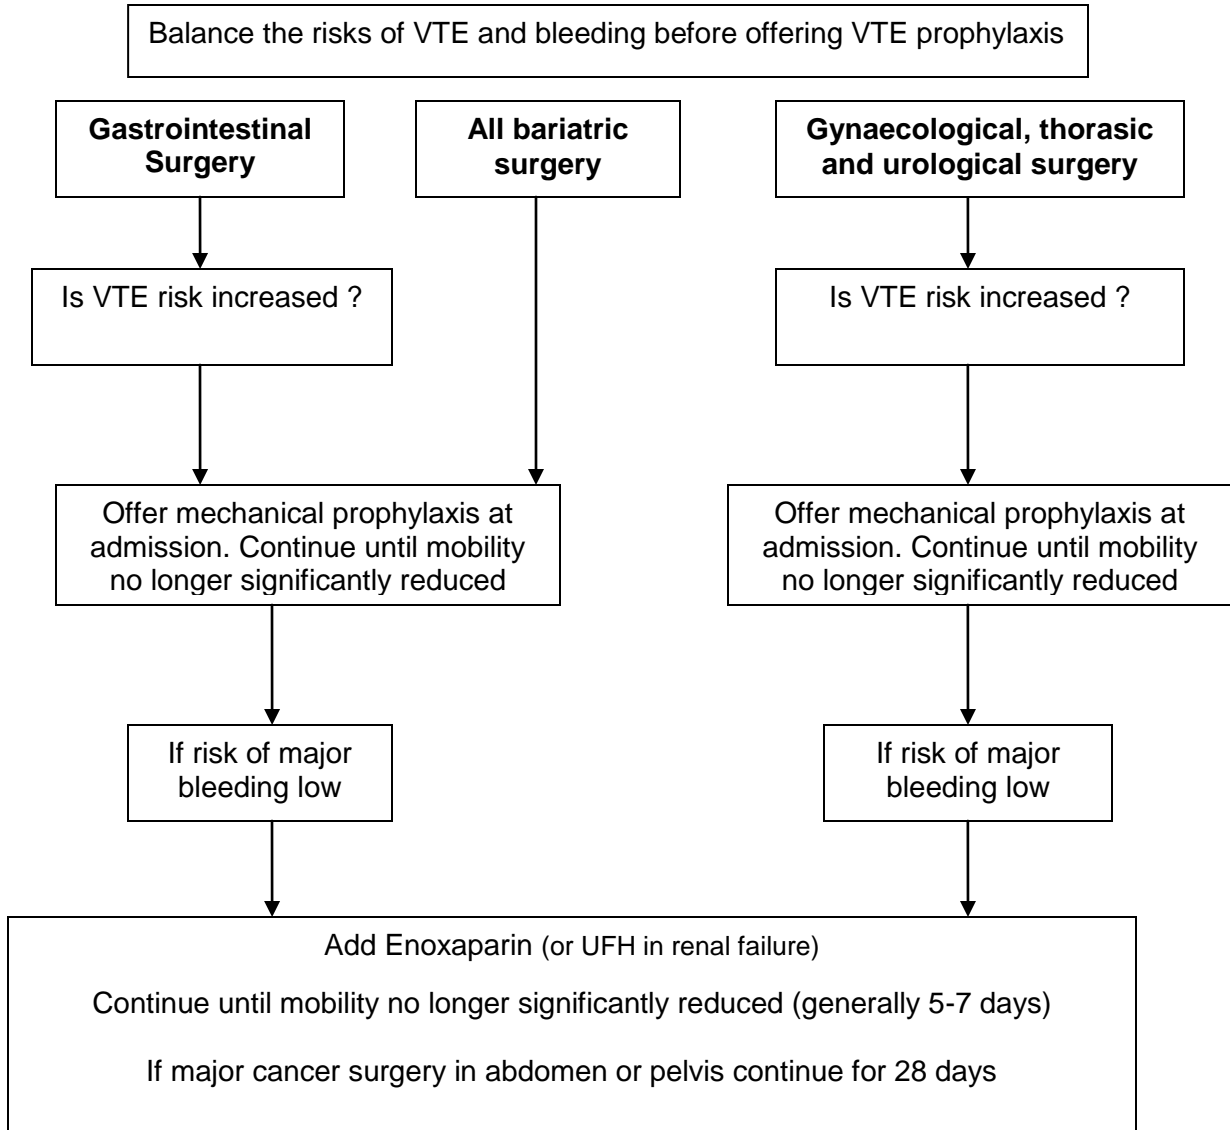 Balance the risks of VTE and bleeding before offering VTE prophylaxis
Gastrointestinal
Surgery
All bariatric
surgery
Gynaecological, thorasic
and urological surgery
Is VTE risk increased ?
Is VTE risk increased ?
Offer mechanical prophylaxis at
admission. Continue until mobility
no longer significantly reduced
Offer mechanical prophylaxis at
admission. Continue until mobility
no longer significantly reduced
If risk of major
bleeding low
If risk of major
bleeding low
Add Enoxaparin (or UFH in renal failure)
Continue until mobility no longer significantly reduced (generally 5-7 days)
If major cancer surgery in abdomen or pelvis continue for 28 days